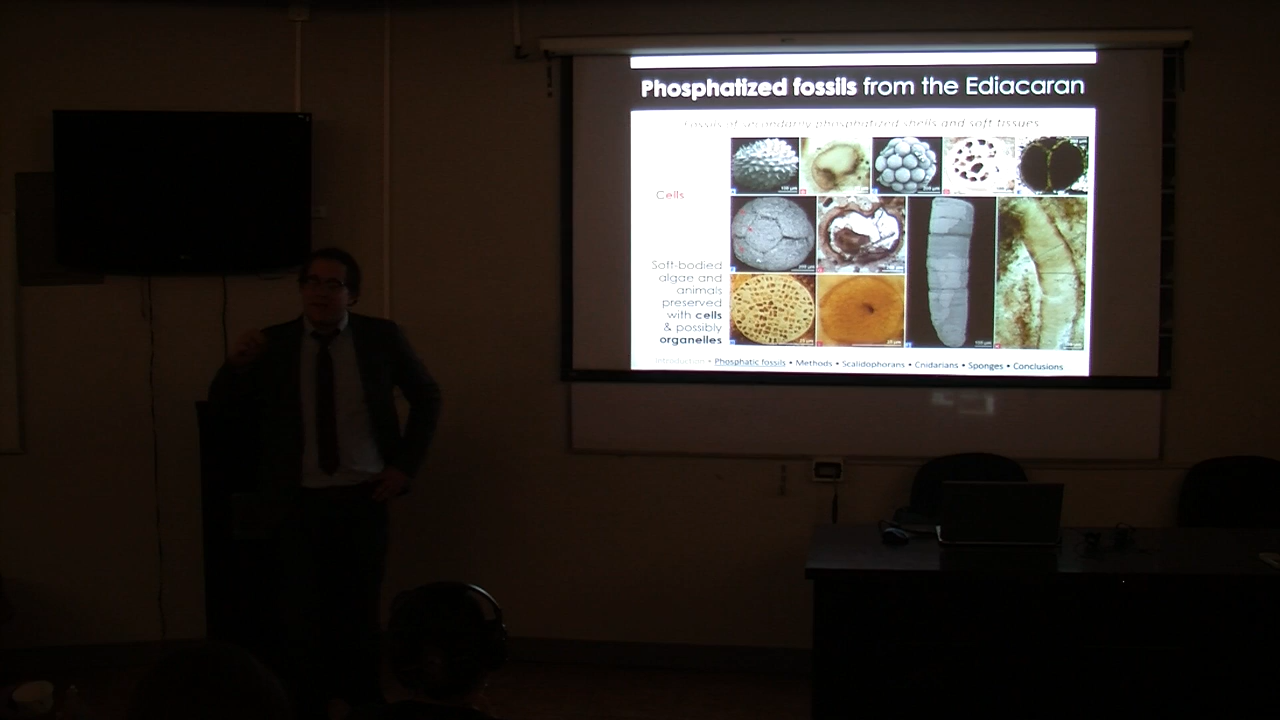 Phosphatized fossils from the Ediacaran
Fossils of secondarily phosphatized shells and soft tissues
Cells
Soft-bodied
algae and
animals
preserved
with cells
& possibly
organelles
Introduction • Phosphatic fossils • Methods • Scalidophorans • Cnidarians • Sponges • Conclusions